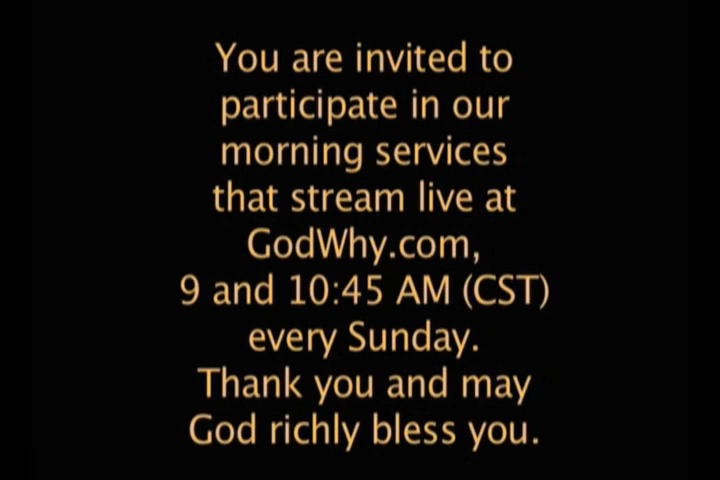 You are invited to
participate in our
morning services
that stream live at
GodWhy.com,
9 and 10:45 AM (CST)
every Sunday.
Thank you and may
God richly bless you.